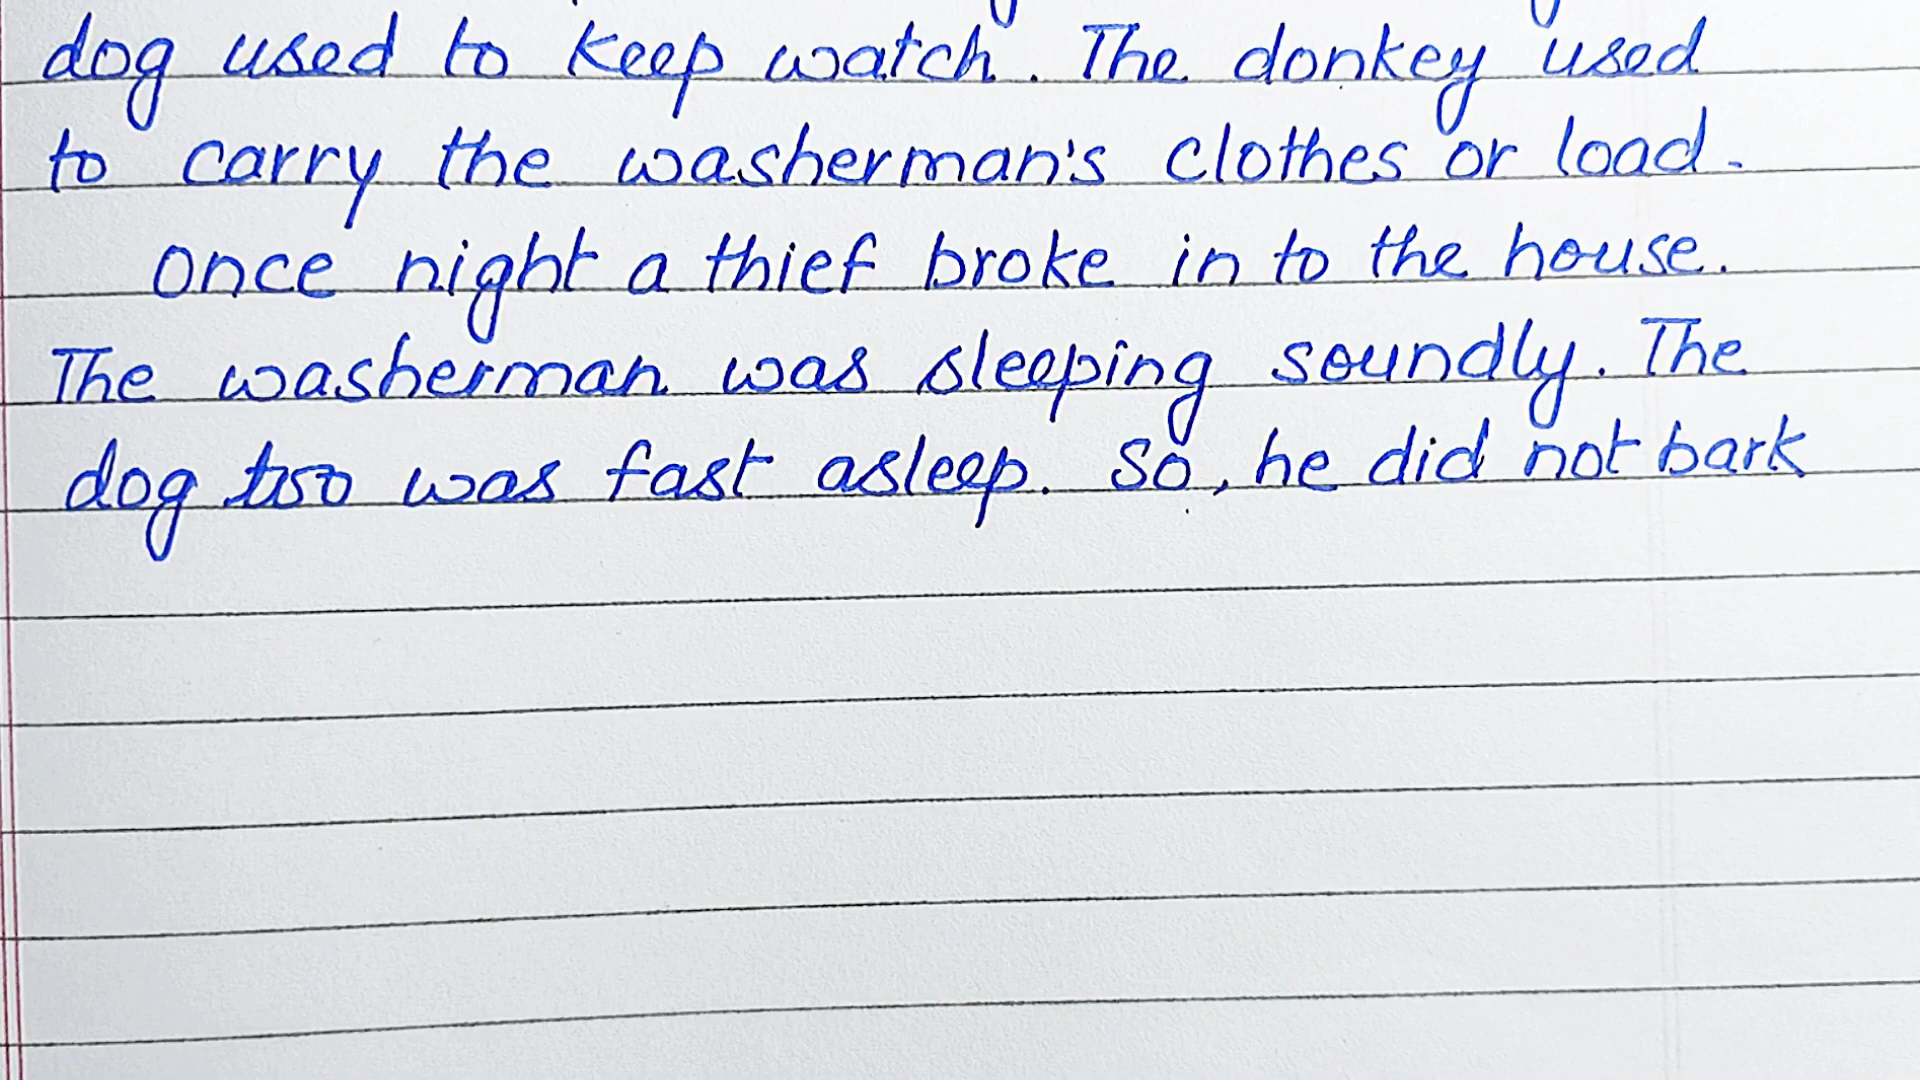 dog used to keep watch. The donkey used
to carry the washerman's clothes or load.
once night a thief broke in to the house.
The washerman was sleeping soundly. The
dog too was fast asleep. So, he did not bark